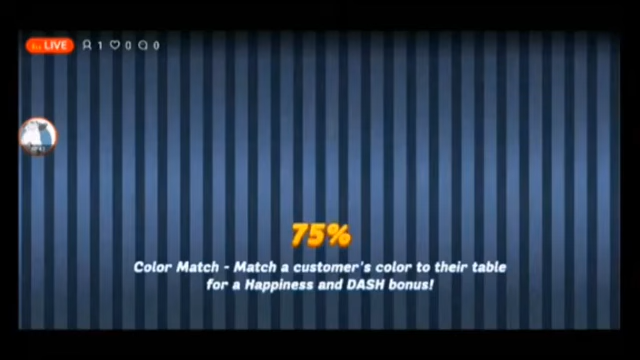 LIVE 1 0 0
75%
Color Match - Match a customer's color to their table
for a Happiness and DASH bonus!